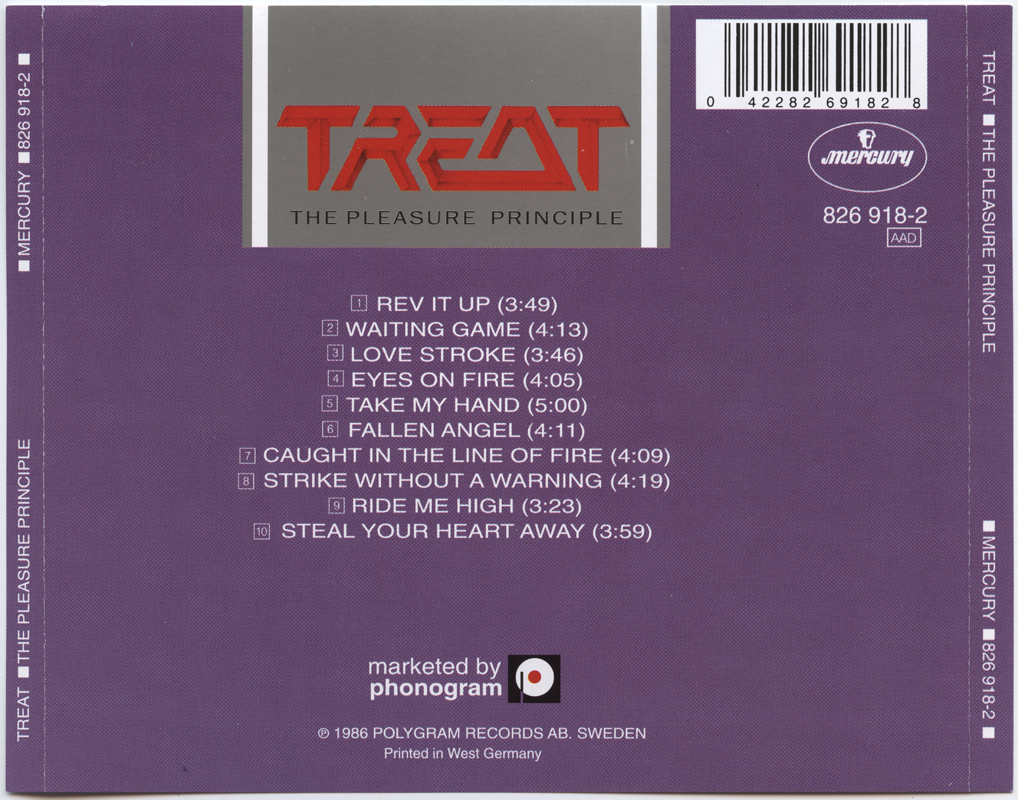 TREAT
THE PLEASURE PRINCIPLE
0 42282 69182 8
mercury
826 918-2
AAD
1 REV IT UP (3:49)
2 WAITING GAME (4:13)
3 LOVE STROKE (3:46)
4 EYES ON FIRE (4:05)
5 TAKE MY HAND (5:00)
6 FALLEN ANGEL (4:11)
7 CAUGHT IN THE LINE OF FIRE (4:09)
8 STRIKE WITHOUT A WARNING (4:19)
9 RIDE ME HIGH (3:23)
10 STEAL YOUR HEART AWAY (3:59)
marketed by
phonogram
℗ 1986 POLYGRAM RECORDS AB. SWEDEN
Printed in West Germany
TREAT ■ THE PLEASURE PRINCIPLE ■ MERCURY ■ 826 918-2 ■
TREAT ■ THE PLEASURE PRINCIPLE ■ MERCURY ■ 826 918-2 ■